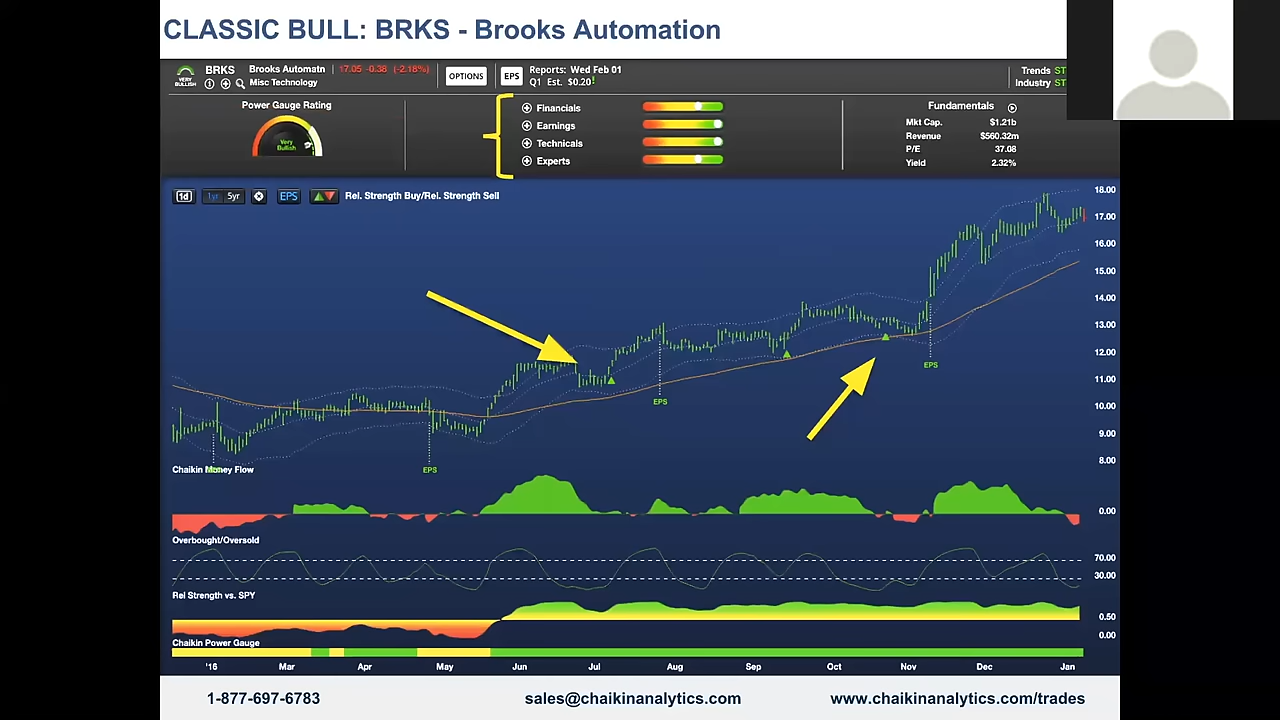 CLASSIC BULL: BRKS - Brooks Automation
VERY BULLISH
BRKS Brooks Automatn 17.05 -0.38 (-2.18%)
Misc Technology
OPTIONS
EPS
Reports: Wed Feb 01
Q1 Est. $0.20!
Trends ST
Industry ST
Power Gauge Rating
Very Bullish
Financials
Earnings
Technicals
Experts
Fundamentals
Mkt Cap. $1.21b
Revenue $560.32m
P/E 37.08
Yield 2.32%
1d 1yr 5yr EPS Rel. Strength Buy/Rel. Strength Sell
18.00
17.00
16.00
15.00
14.00
13.00
12.00
11.00
10.00
9.00
8.00
EPS
EPS
EPS
Chaikin Money Flow
0.00
Overbought/Oversold
70.00
30.00
Rel Strength vs. SPY
0.50
0.00
Chaikin Power Gauge
'16 Mar Apr May Jun Jul Aug Sep Oct Nov Dec Jan
1-877-697-6783 sales@chaikinanalytics.com www.chaikinanalytics.com/trades